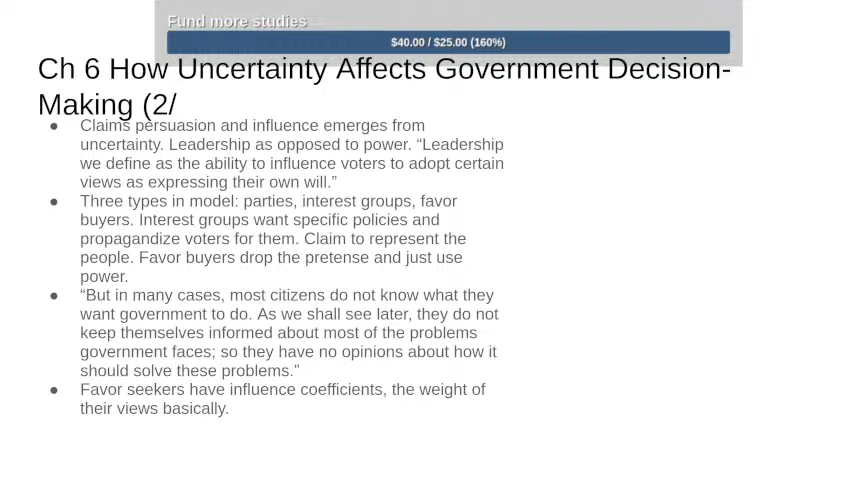 Fund more studies
$40.00 / $25.00 (160%)
Ch 6 How Uncertainty Affects Government Decision-
Making (2/
● Claims persuasion and influence emerges from
uncertainty. Leadership as opposed to power. “Leadership
we define as the ability to influence voters to adopt certain
views as expressing their own will.”
● Three types in model: parties, interest groups, favor
buyers. Interest groups want specific policies and
propagandize voters for them. Claim to represent the
people. Favor buyers drop the pretense and just use
power.
● “But in many cases, most citizens do not know what they
want government to do. As we shall see later, they do not
keep themselves informed about most of the problems
government faces; so they have no opinions about how it
should solve these problems.”
● Favor seekers have influence coefficients, the weight of
their views basically.